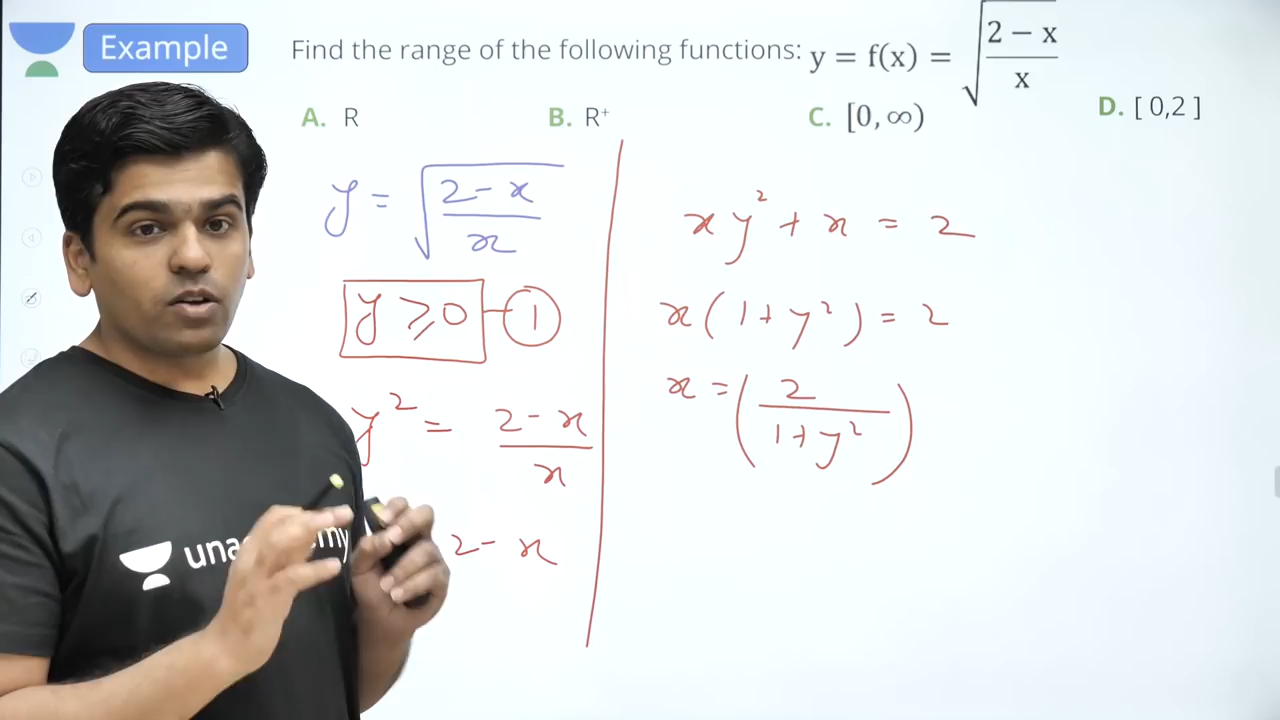 Example
Find the range of the following functions: y = f(x) = √((2 − x)/x)
A. R
B. R⁺
C. [0, ∞)
D. [ 0,2 ]
y = √((2 - x)/x)
y ≥ 0 - ①
y² = (2 - x)/x
2 - x
xy² + x = 2
x(1 + y²) = 2
x = (2/(1 + y²))